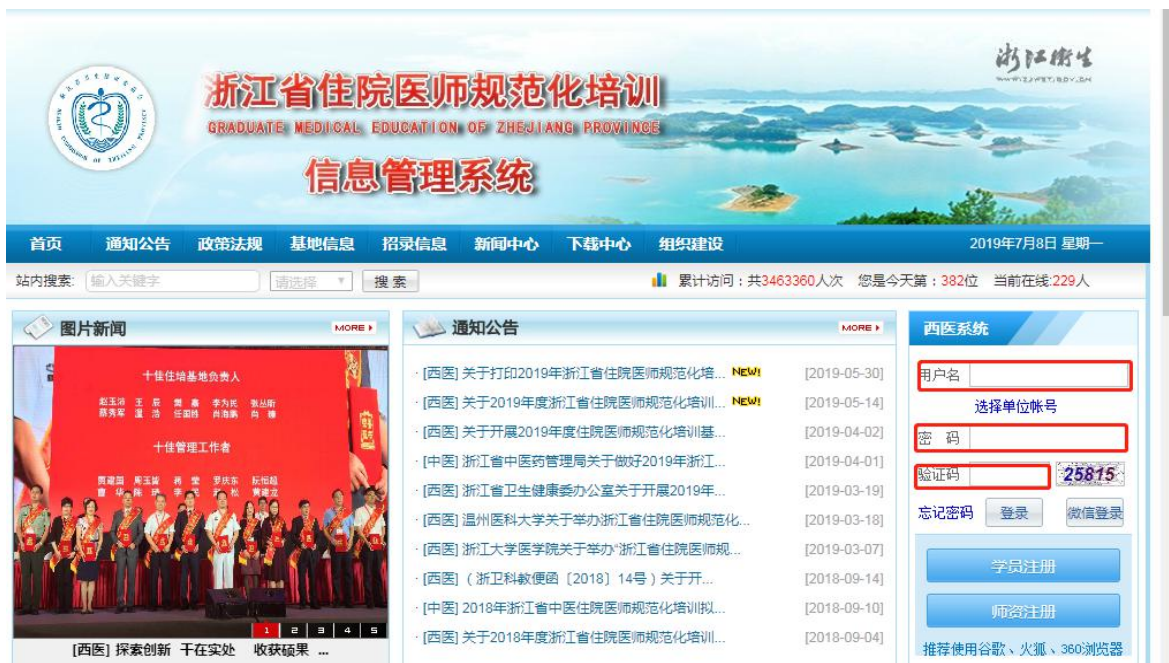 浙江卫生
浙江省住院医师规范化培训
GRADUATE MEDICAL EDUCATION OF ZHEJIANG PROVINCE
信息管理系统
首页 通知公告 政策法规 基地信息 招录信息 新闻中心 下载中心 组织建设 2019年7月8日 星期一
站内搜索: 输入关键字 请选择 搜索 累计访问：共3463360人次 您是今天第：382位 当前在线:229人
图片新闻 MORE
十佳住培基地负责人
十佳管理工作者
1 2 3 4 5
[西医] 探索创新 干在实处 收获硕果 ...
通知公告 MORE
· [西医] 关于打印2019年浙江省住院医师规范化培... NEW! [2019-05-30]
· [西医] 关于2019年度浙江省住院医师规范化培训... NEW! [2019-05-14]
· [西医] 关于开展2019年度住院医师规范化培训基... [2019-04-02]
· [中医] 浙江省中医药管理局关于做好2019年浙江... [2019-04-01]
· [西医] 浙江省卫生健康委办公室关于开展2019年... [2019-03-19]
· [西医] 温州医科大学关于举办浙江省住院医师规范化... [2019-03-18]
· [西医] 浙江大学医学院关于举办“浙江省住院医师规... [2019-03-07]
· [西医] （浙卫科教便函〔2018〕14号）关于开... [2018-09-14]
· [中医] 2018年浙江省中医住院医师规范化培训拟... [2018-09-10]
· [西医] 关于2018年度浙江省住院医师规范化培训... [2018-09-04]
西医系统
用户名
选择单位帐号
密 码
验证码 25815
忘记密码 登录 微信登录
学员注册
师资注册
推荐使用谷歌、火狐、360浏览器